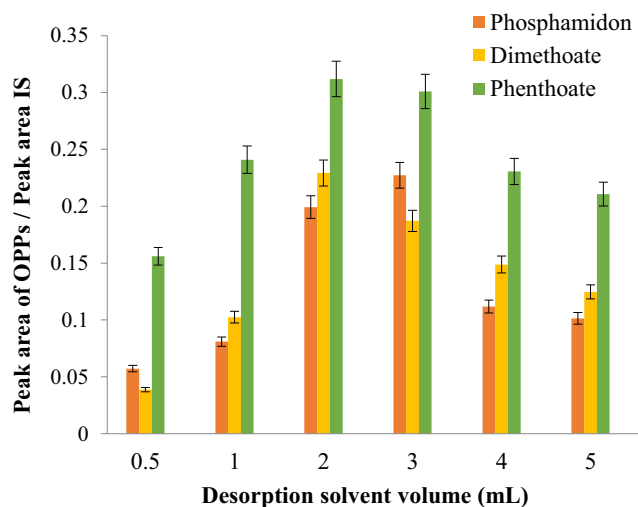 Phosphamidon
Dimethoate
Phenthoate
Peak area of OPPs / Peak area IS
0.35
0.3
0.25
0.2
0.15
0.1
0.05
0
0.5 1 2 3 4 5
Desorption solvent volume (mL)